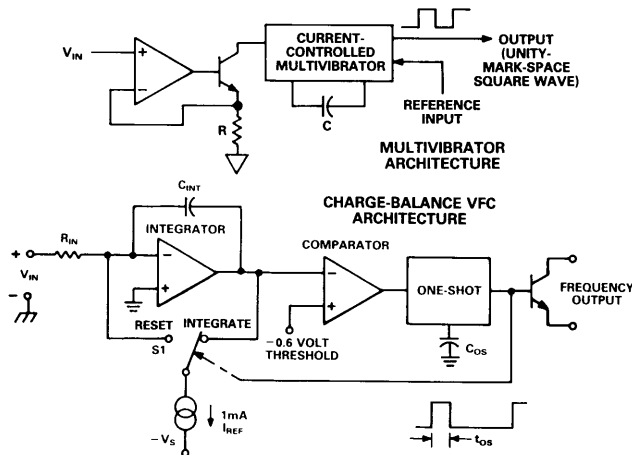 V_IN
+
−
CURRENT-
CONTROLLED
MULTIVIBRATOR
OUTPUT
(UNITY-
MARK-SPACE
SQUARE WAVE)
REFERENCE
INPUT
C
R
MULTIVIBRATOR
ARCHITECTURE
CHARGE-BALANCE VFC
ARCHITECTURE
C_INT
INTEGRATOR
COMPARATOR
R_IN
+
V_IN
−
−
+
−
+
ONE-SHOT
FREQUENCY
OUTPUT
RESET
INTEGRATE
S1
−0.6 VOLT
THRESHOLD
C_OS
1mA
I_REF
−V_S
t_OS